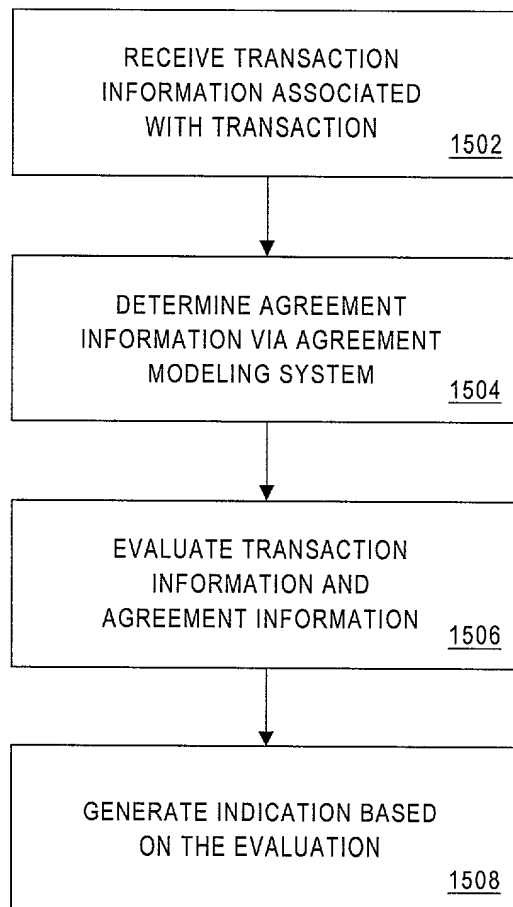 RECEIVE TRANSACTION
INFORMATION ASSOCIATED
WITH TRANSACTION
1502
DETERMINE AGREEMENT
INFORMATION VIA AGREEMENT
MODELING SYSTEM
1504
EVALUATE TRANSACTION
INFORMATION AND
AGREEMENT INFORMATION
1506
GENERATE INDICATION BASED
ON THE EVALUATION
1508